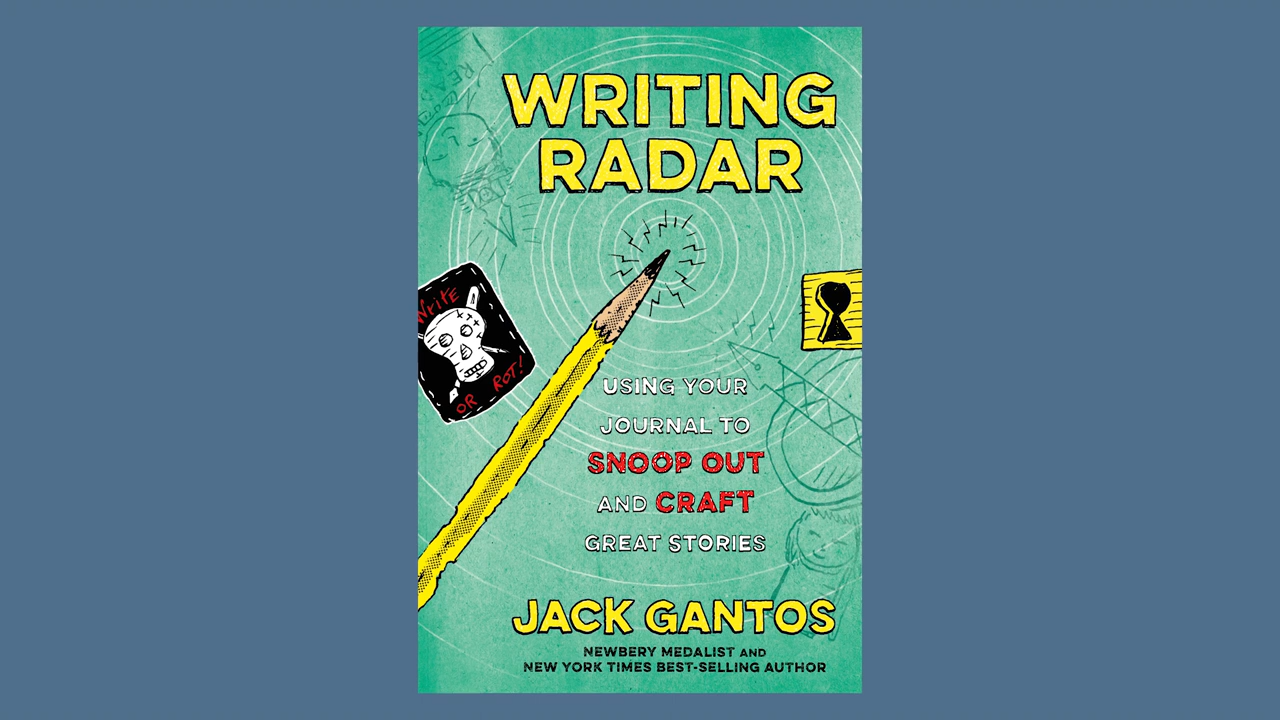 WRITING
RADAR
Write
OR ROT!
USING YOUR
JOURNAL TO
SNOOP OUT
AND CRAFT
GREAT STORIES
JACK GANTOS
NEWBERY MEDALIST AND
NEW YORK TIMES BEST-SELLING AUTHOR